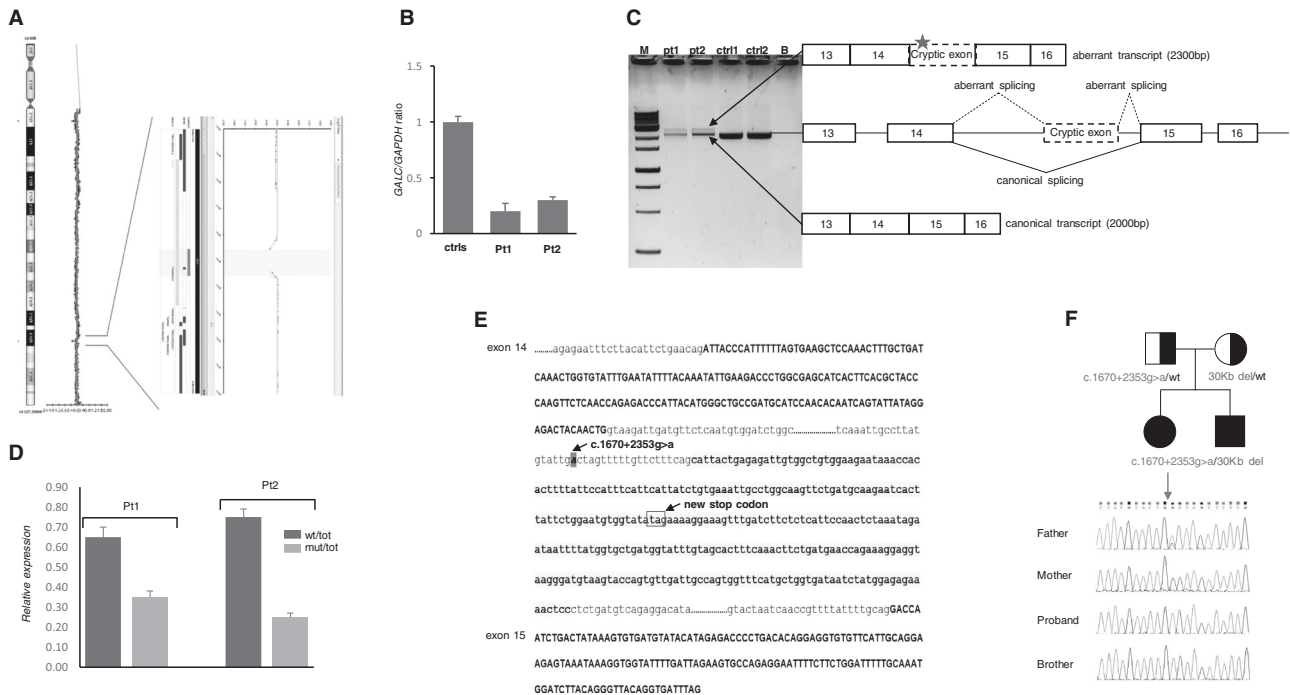 A
B
GALC/GAPDH ratio
1.5
1
0.5
0
ctrls
Pt1
Pt2
C
M pt1 pt2 ctrl1 ctrl2 B
13 14 Cryptic exon 15 16
aberrant transcript (2300bp)
aberrant splicing
aberrant splicing
13 14 Cryptic exon 15 16
canonical splicing
13 14 15 16
canonical transcript (2000bp)
D
Relative expression
0.90
0.80
0.70
0.60
0.50
0.40
0.30
0.20
0.10
0.00
Pt1
Pt2
wt/tot
mut/tot
E
exon 14
.........agagaatttcttacattctgaacagATTACCCATTTTTTAGTGAAGCTCCAAACTTTGCTGAT
CAAACTGGTGTATTTGAATATTTTACAAATATTGAAGACCCTGGCGAGCATCACTTCACGCTACC
CAAGTTCTCAACCAGAGACCCATTACATGGGCTGCCGATGCATCCAACACAATCAGTATTATAGG
AGACTACAACTGgtaagattgatgttctcaatgtggatctggc...............tcaaattgccttat
c.1670+2353g>a
gtattgactagtttttgttctttcagcattactgagagattgtggctgtggaagaataaaccac
acttttattccatttcattcattatctgtgaaattgcctggcaagttctgatgcaagaatcact
new stop codon
tattctggaatgtggtatatagaaaaggaaagtttgatcttctctcattccaactctaaataga
ataattttatggtgctgatggtatttgtagcactttcaaacttctgatgaaccagaaaggaggt
aagggatgtaagtaccagtgttgattgccagtggtttcatgctggtgataatctatggagagaa
aactccctctgatgtcagaggacata...............gtactaatcaaccgttttattttgcagGACCA
exon 15
ATCTGACTATAAAGTGTGATGTATACATAGAGACCCCTGACACAGGAGGTGTGTTCATTGCAGGA
AGAGTAAATAAAGGTGGTATTTTGATTAGAAGTGCCAGAGGAATTTTCTTCTGGATTTTTGCAAAT
GGATCTTACAGGGTTACAGGTGATTTAG
F
c.1670+2353g>a/wt
30Kb del/wt
c.1670+2353g>a/30Kb del
Father
Mother
Proband
Brother